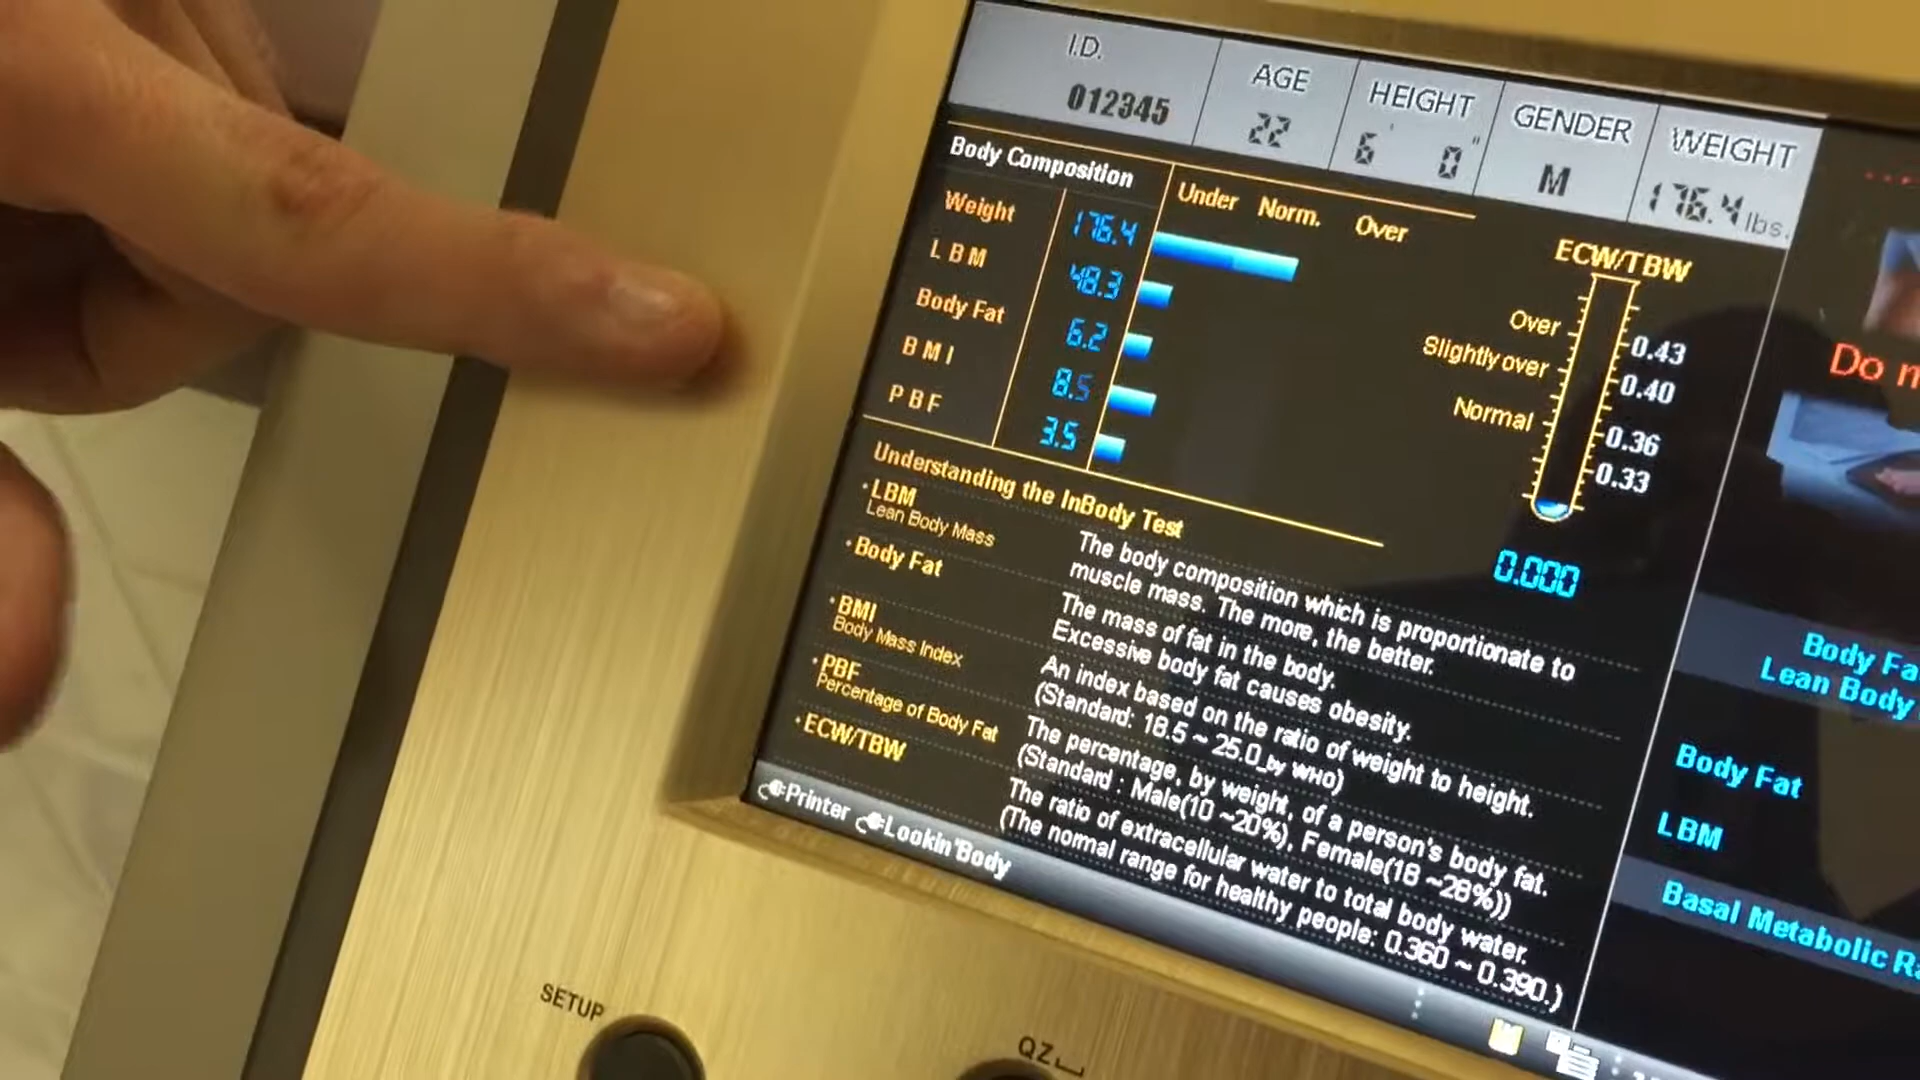 I.D.
012345
AGE
22
HEIGHT
6' 0"
GENDER
M
WEIGHT
176.4 lbs.
Body Composition
Under Norm. Over
Weight 176.4
LBM 48.3
Body Fat 6.2
BMI 8.5
PBF 3.5
ECW/TBW
Over
Slightly over
Normal
0.43
0.40
0.36
0.33
0.000
Understanding the InBody Test
·LBM
Lean Body Mass
The body composition which is proportionate to
muscle mass. The more, the better.
·Body Fat
The mass of fat in the body.
Excessive body fat causes obesity.
·BMI
Body Mass Index
An index based on the ratio of weight to height.
(Standard: 18.5 ~ 25.0_by WHO)
·PBF
Percentage of Body Fat
The percentage, by weight, of a person's body fat.
(Standard : Male(10 ~20%), Female(18 ~28%))
·ECW/TBW
The ratio of extracellular water to total body water.
(The normal range for healthy people: 0.360 ~ 0.390.)
Printer Lookin'Body
Do
Body Fa
Lean Body
Body Fat
LBM
Basal Metabolic Ra
SETUP
QZ